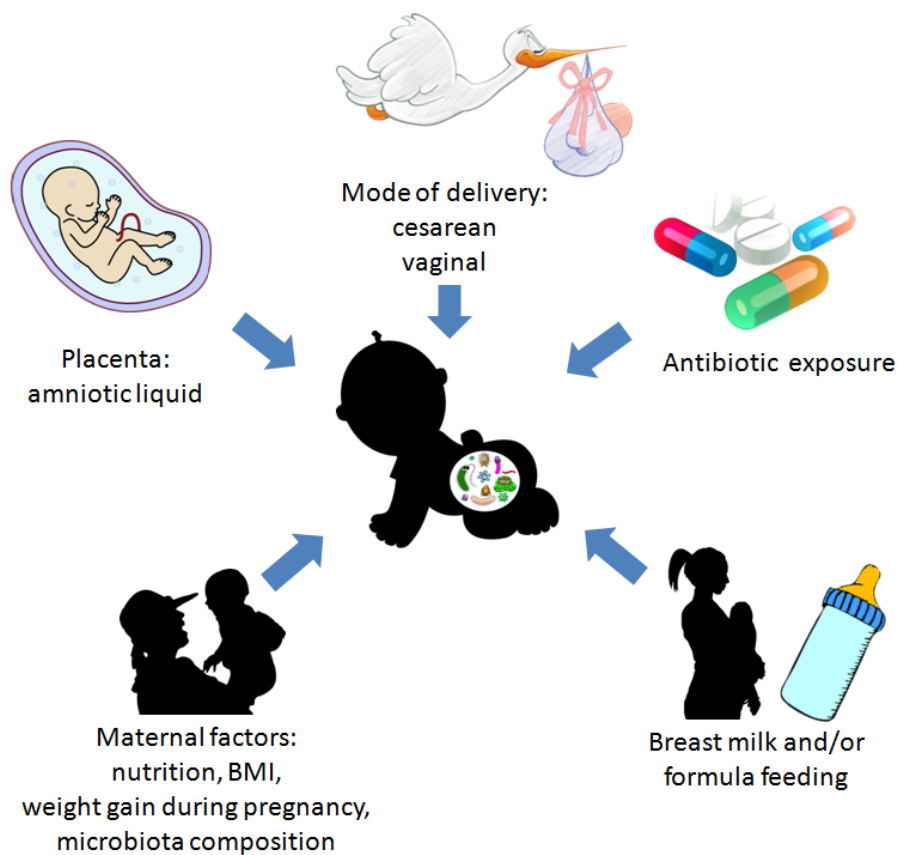 Mode of delivery:
cesarean
vaginal
Placenta:
amniotic liquid
Antibiotic exposure
Maternal factors:
nutrition, BMI,
weight gain during pregnancy,
microbiota composition
Breast milk and/or
formula feeding